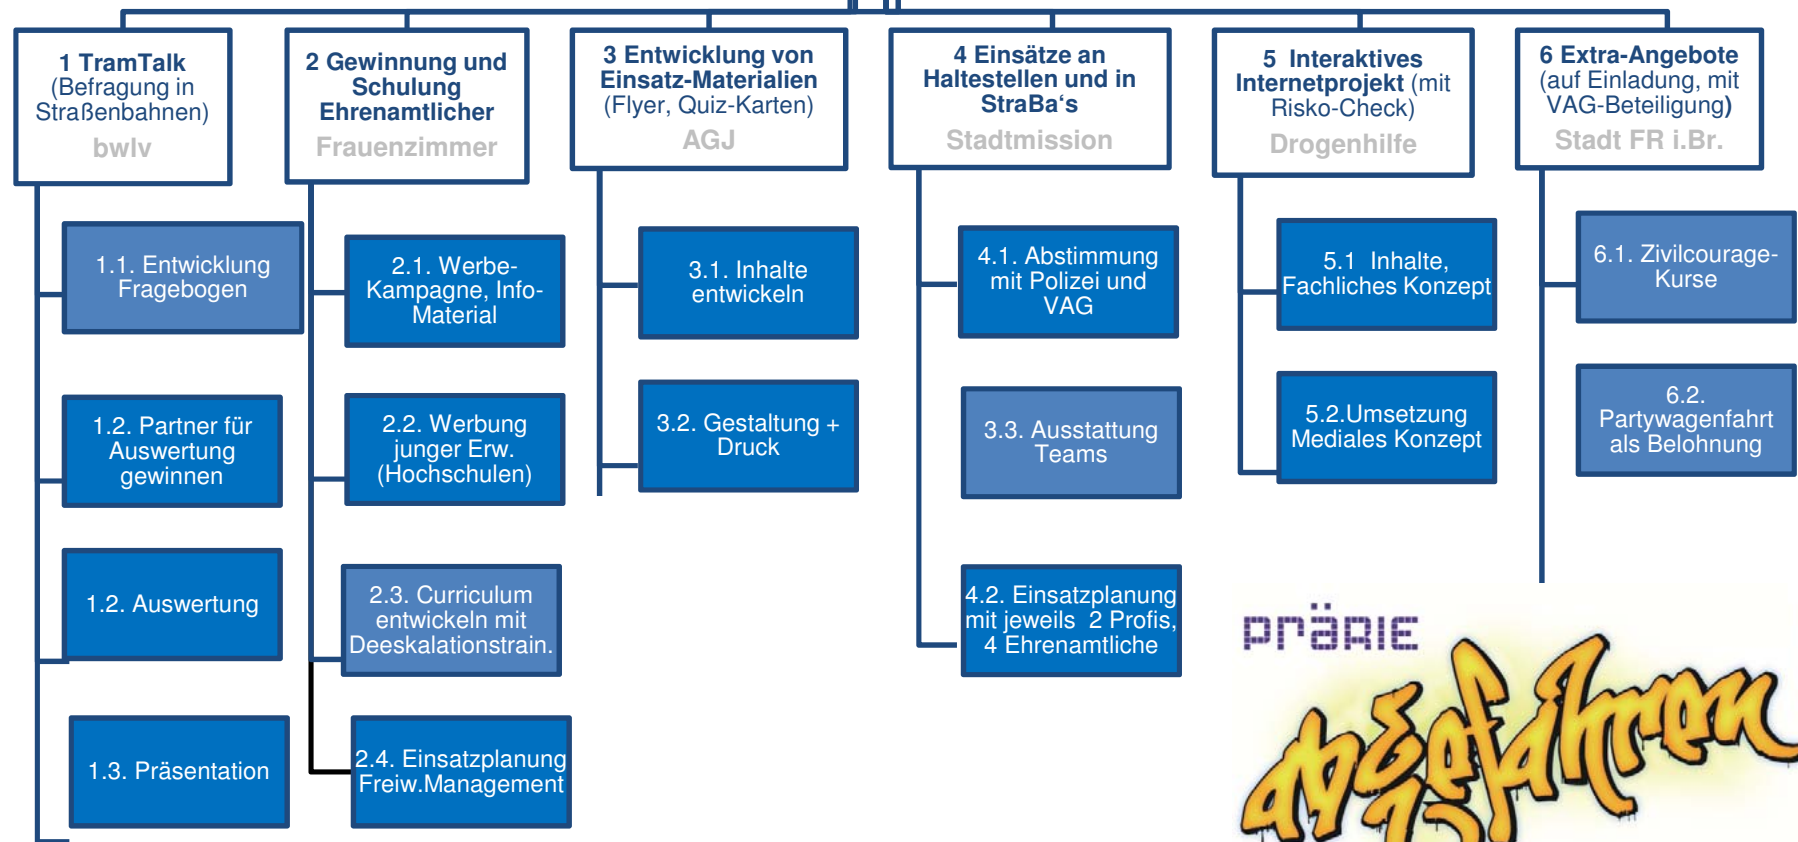 1 TramTalk
(Befragung in
Straßenbahnen)
bwlv
1.1. Entwicklung
Fragebogen
1.2. Partner für
Auswertung
gewinnen
1.2. Auswertung
1.3. Präsentation
2 Gewinnung und
Schulung
Ehrenamtlicher
Frauenzimmer
2.1. Werbe-
Kampagne, Info-
Material
2.2. Werbung
junger Erw.
(Hochschulen)
2.3. Curriculum
entwickeln mit
Deeskalationstrain.
2.4. Einsatzplanung
Freiw.Management
3 Entwicklung von
Einsatz-Materialien
(Flyer, Quiz-Karten)
AGJ
3.1. Inhalte
entwickeln
3.2. Gestaltung +
Druck
4 Einsätze an
Haltestellen und in
StraBa‘s
Stadtmission
4.1. Abstimmung
mit Polizei und
VAG
3.3. Ausstattung
Teams
4.2. Einsatzplanung
mit jeweils 2 Profis,
4 Ehrenamtliche
5 Interaktives
Internetprojekt (mit
Risko-Check)
Drogenhilfe
5.1 Inhalte,
Fachliches Konzept
5.2.Umsetzung
Mediales Konzept
6 Extra-Angebote
(auf Einladung, mit
VAG-Beteiligung)
Stadt FR i.Br.
6.1. Zivilcourage-
Kurse
6.2.
Partywagenfahrt
als Belohnung
PräRIE
abgefahren